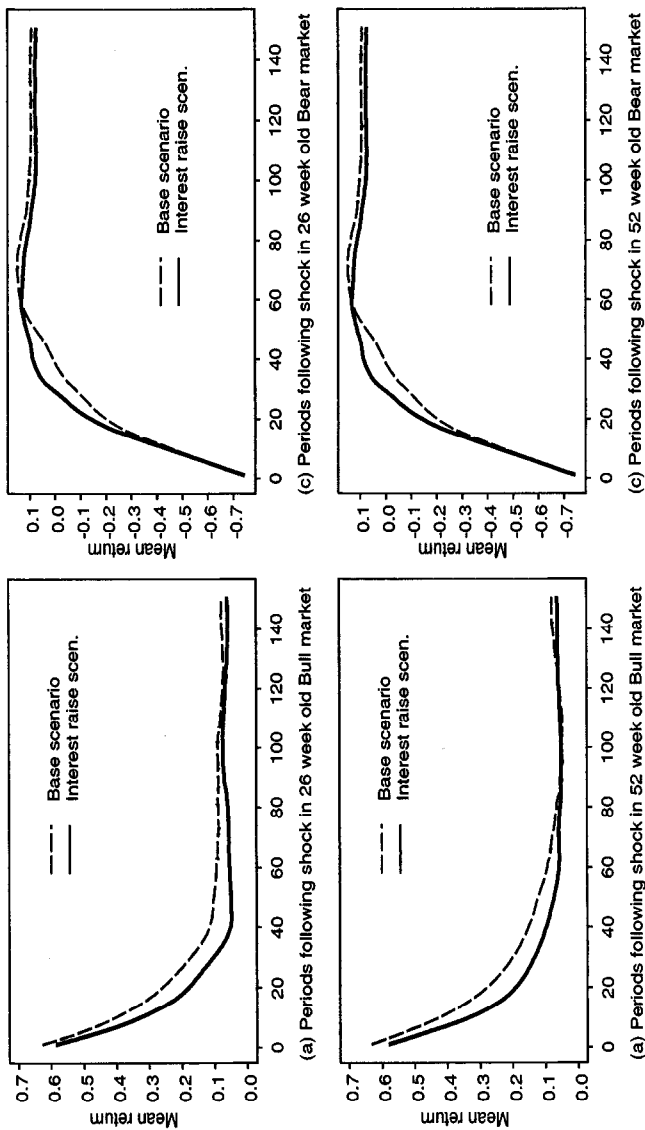 0.7
0.6
0.5
0.4
0.3
0.2
0.1
0.0
Mean return
Base scenario
Interest raise scen.
0 20 40 60 80 100 120 140
(a) Periods following shock in 26 week old Bull market
0.1
0.0
-0.1
-0.2
-0.3
-0.4
-0.5
-0.6
-0.7
Mean return
Base scenario
Interest raise scen.
0 20 40 60 80 100 120 140
(c) Periods following shock in 26 week old Bear market
0.7
0.6
0.5
0.4
0.3
0.2
0.1
0.0
Mean return
Base scenario
Interest raise scen.
0 20 40 60 80 100 120 140
(a) Periods following shock in 52 week old Bull market
0.1
0.0
-0.1
-0.2
-0.3
-0.4
-0.5
-0.6
-0.7
Mean return
Base scenario
Interest raise scen.
0 20 40 60 80 100 120 140
(c) Periods following shock in 52 week old Bear market